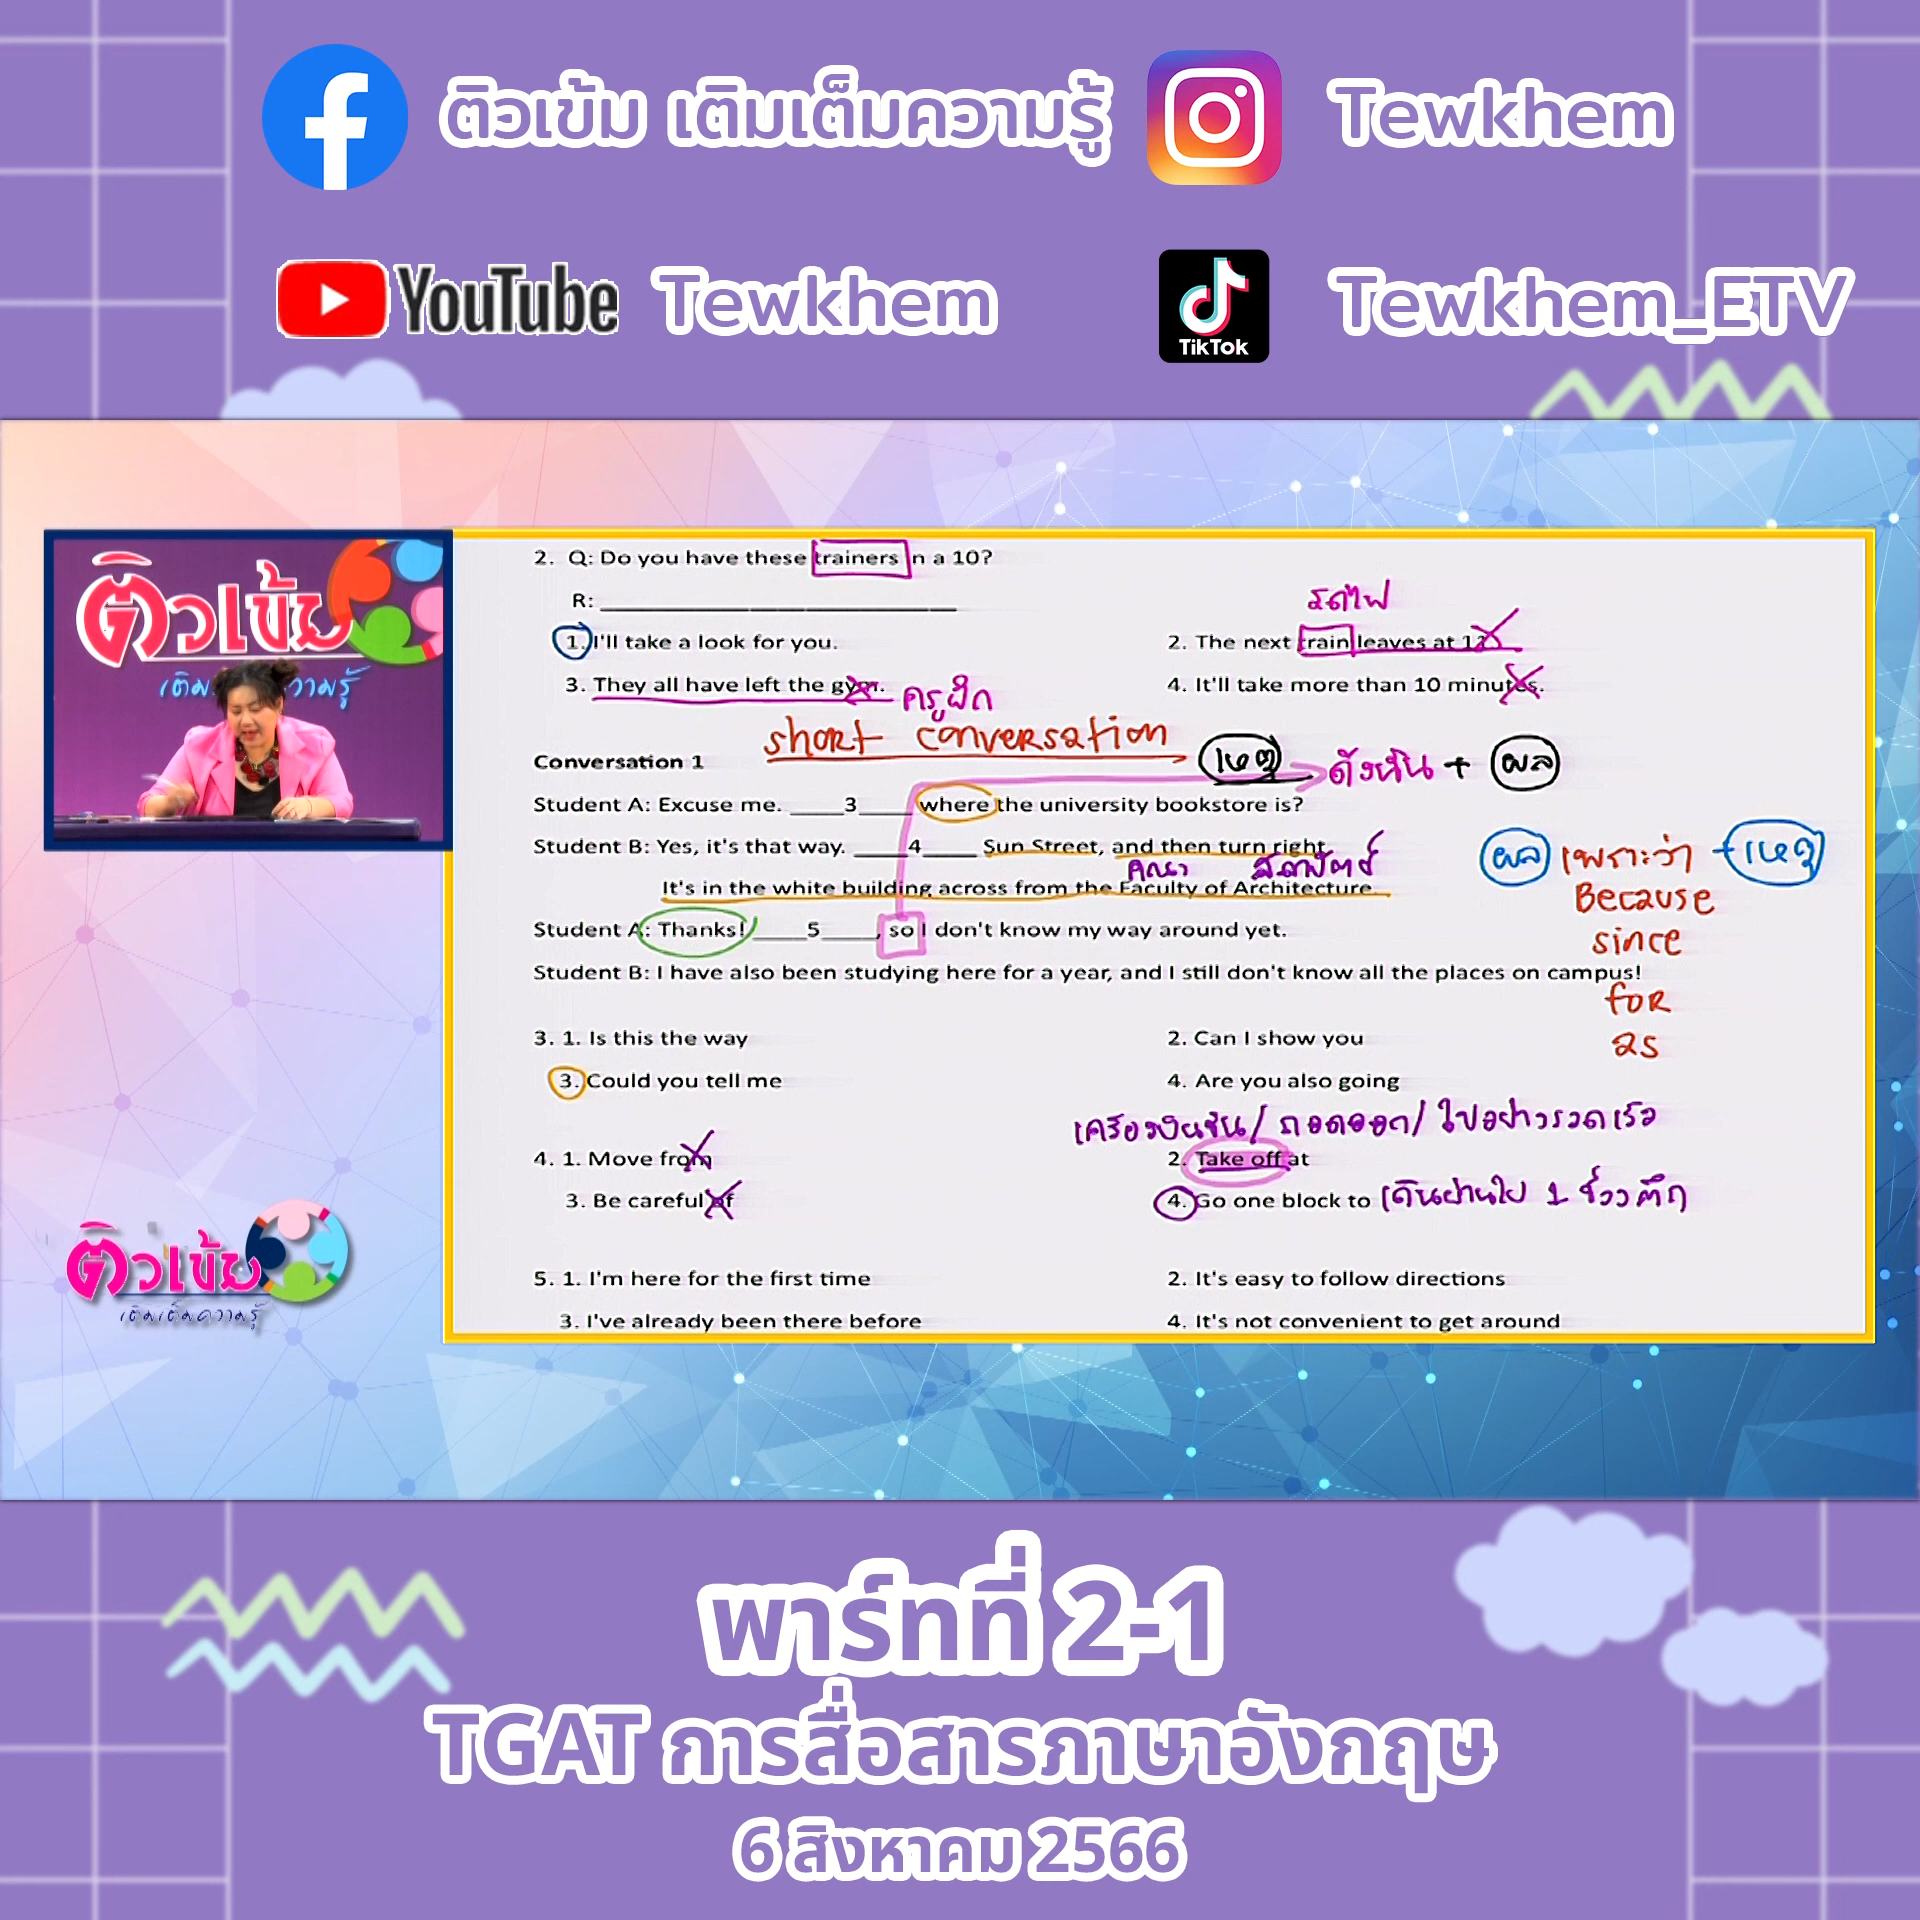 ติวเข้ม เติมเต็มความรู้
Tewkhem
YouTube Tewkhem
TikTok
Tewkhem_ETV
ติวเข้ม
2. Q: Do you have these trainers in a 10?
R: ______________________________
รถไฟ
1. I'll take a look for you.
2. The next train leaves at 12.
3. They all have left the gym.
ครูฝึก
4. It'll take more than 10 minutes.
short conversation
เหตุ ดังนั้น + ผล
Conversation 1
Student A: Excuse me. _____3_____ where the university bookstore is?
Student B: Yes, it's that way. _____4_____ Sun Street, and then turn right.
คณะ สถาปัตย์
It's in the white building across from the Faculty of Architecture.
ผล เพราะว่า + เหตุ
Because
since
for
as
Student A: Thanks! _____5_____, so I don't know my way around yet.
Student B: I have also been studying here for a year, and I still don't know all the places on campus!
3. 1. Is this the way
2. Can I show you
3. Could you tell me
4. Are you also going
เครื่องบินขึ้น / ถอดออก / ไปอย่างรวดเร็ว
4. 1. Move from
2. Take off at
3. Be careful of
4. Go one block to เดินผ่านไป 1 ช่วงตึก
5. 1. I'm here for the first time
2. It's easy to follow directions
3. I've already been there before
4. It's not convenient to get around
ติวเข้ม
เติมเต็มความรู้
พาร์ทที่ 2-1
TGAT การสื่อสารภาษาอังกฤษ
6 สิงหาคม 2566